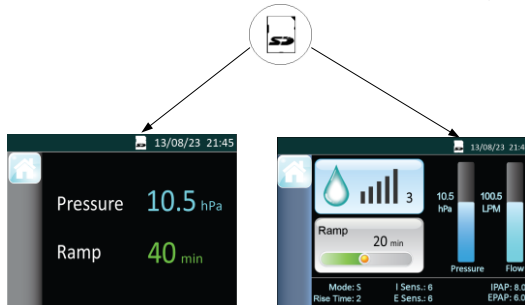 SD
13/08/23 21:45
Pressure 10.5 hPa
Ramp 40 min
13/08/23 21:4
3
10.5 hPa
100.5 LPM
Ramp
20 min
Pressure Flow
Mode: S I Sens.: 6 IPAP: 8.0
Rise Time: 2 E Sens.: 6 EPAP: 6.0